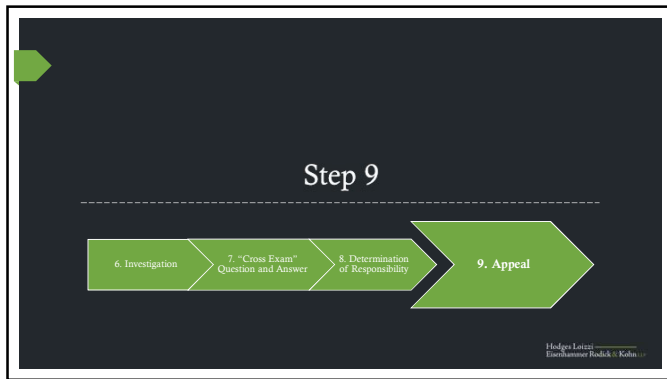 Step 9
6. Investigation
7. "Cross Exam"
Question and Answer
8. Determination
of Responsibility
9. Appeal
Hodges Loizzi
Eisenhammer Rodick & Kohn LLP